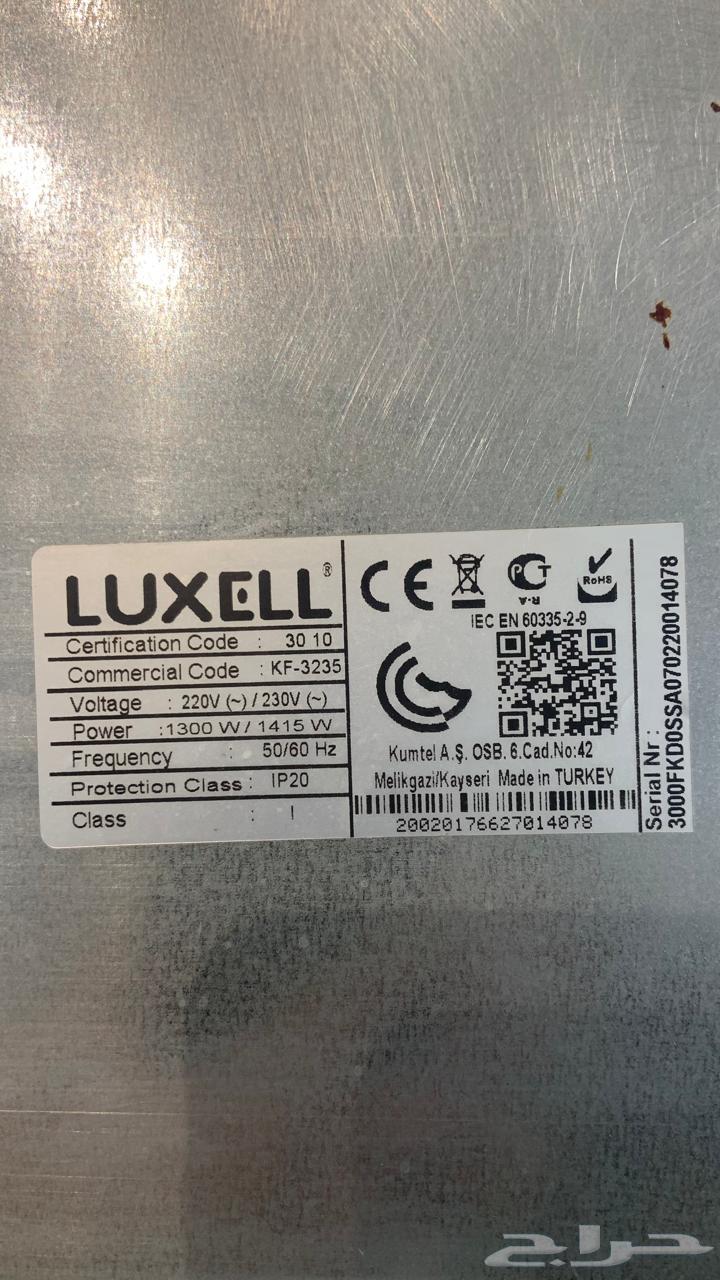 LUXELL®
Certification Code : 30 10
Commercial Code : KF-3235
Voltage : 220V (~) / 230V (~)
Power :1300 W / 1415 W
Frequency : 50/60 Hz
Protection Class : IP20
Class : I
CE
PCT
R-A
RoHS
IEC EN 60335-2-9
Kumtel A.Ş. OSB. 6.Cad.No:42
Melikgazi/Kayseri Made in TURKEY
20020176627014078
Serial Nr :
3000FKD0SSA070220014078
حراج